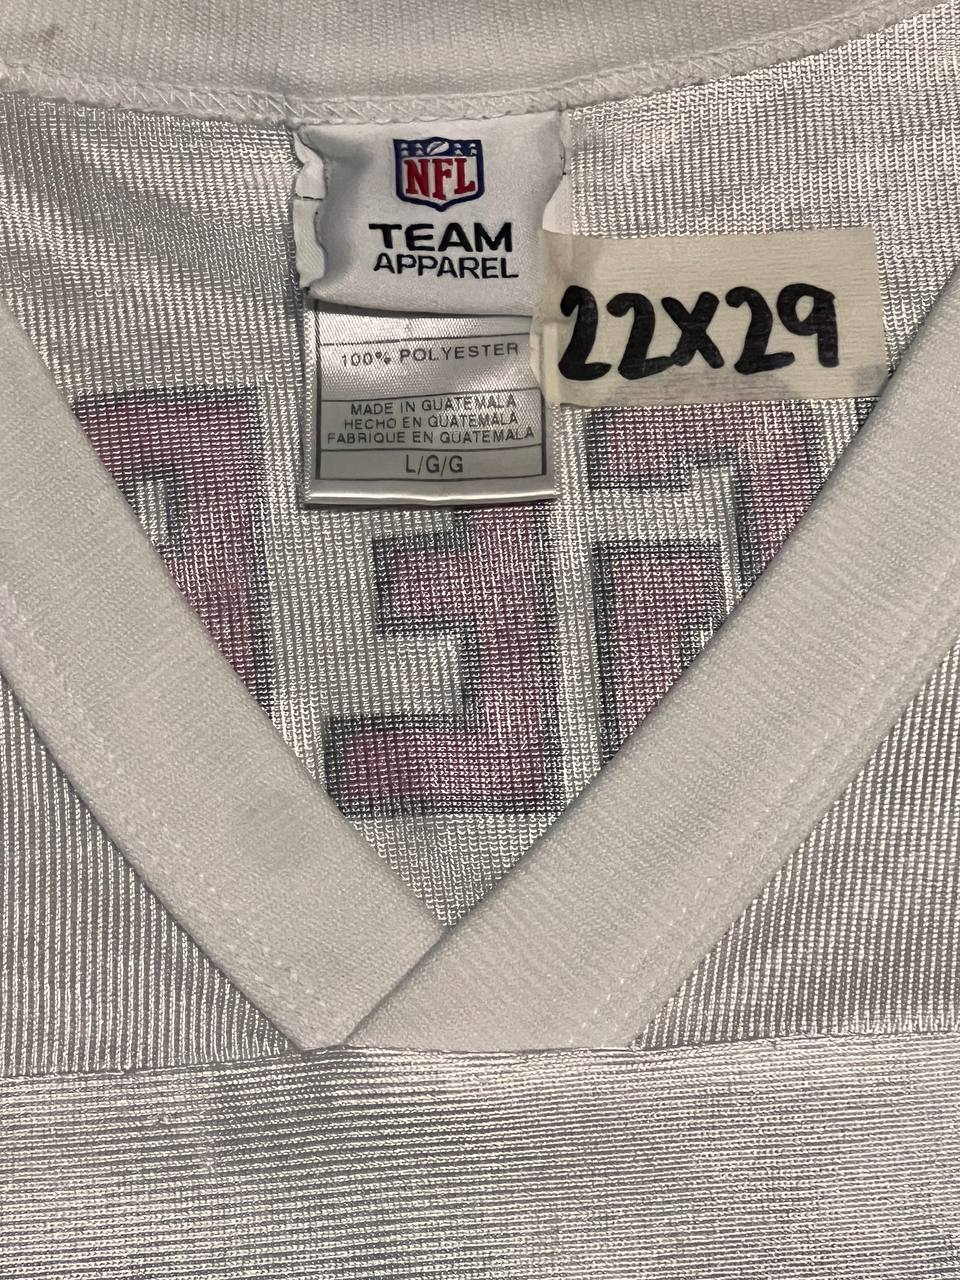 NFL
TEAM
APPAREL
22X29
100% POLYESTER
MADE IN GUATEMALA
HECHO EN GUATEMALA
FABRIQUE EN GUATEMALA
L/G/G